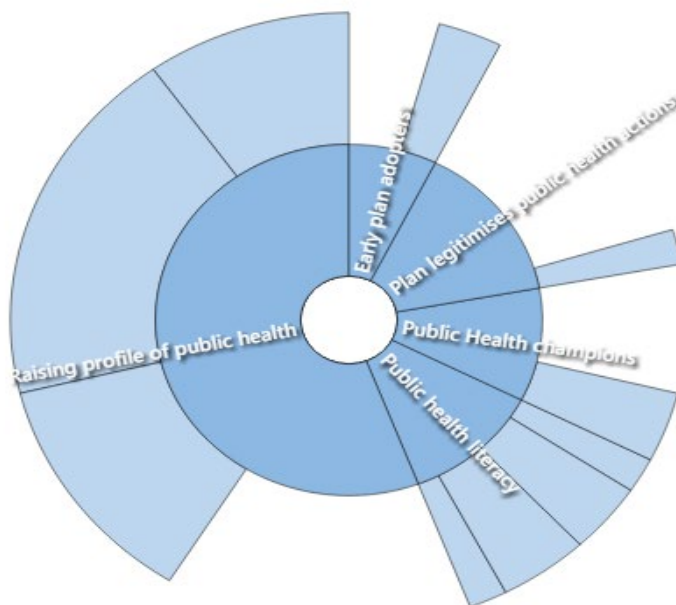 Early plan adopters
Plan legitimises public health actions
Public Health champions
Public health literacy
Raising profile of public health